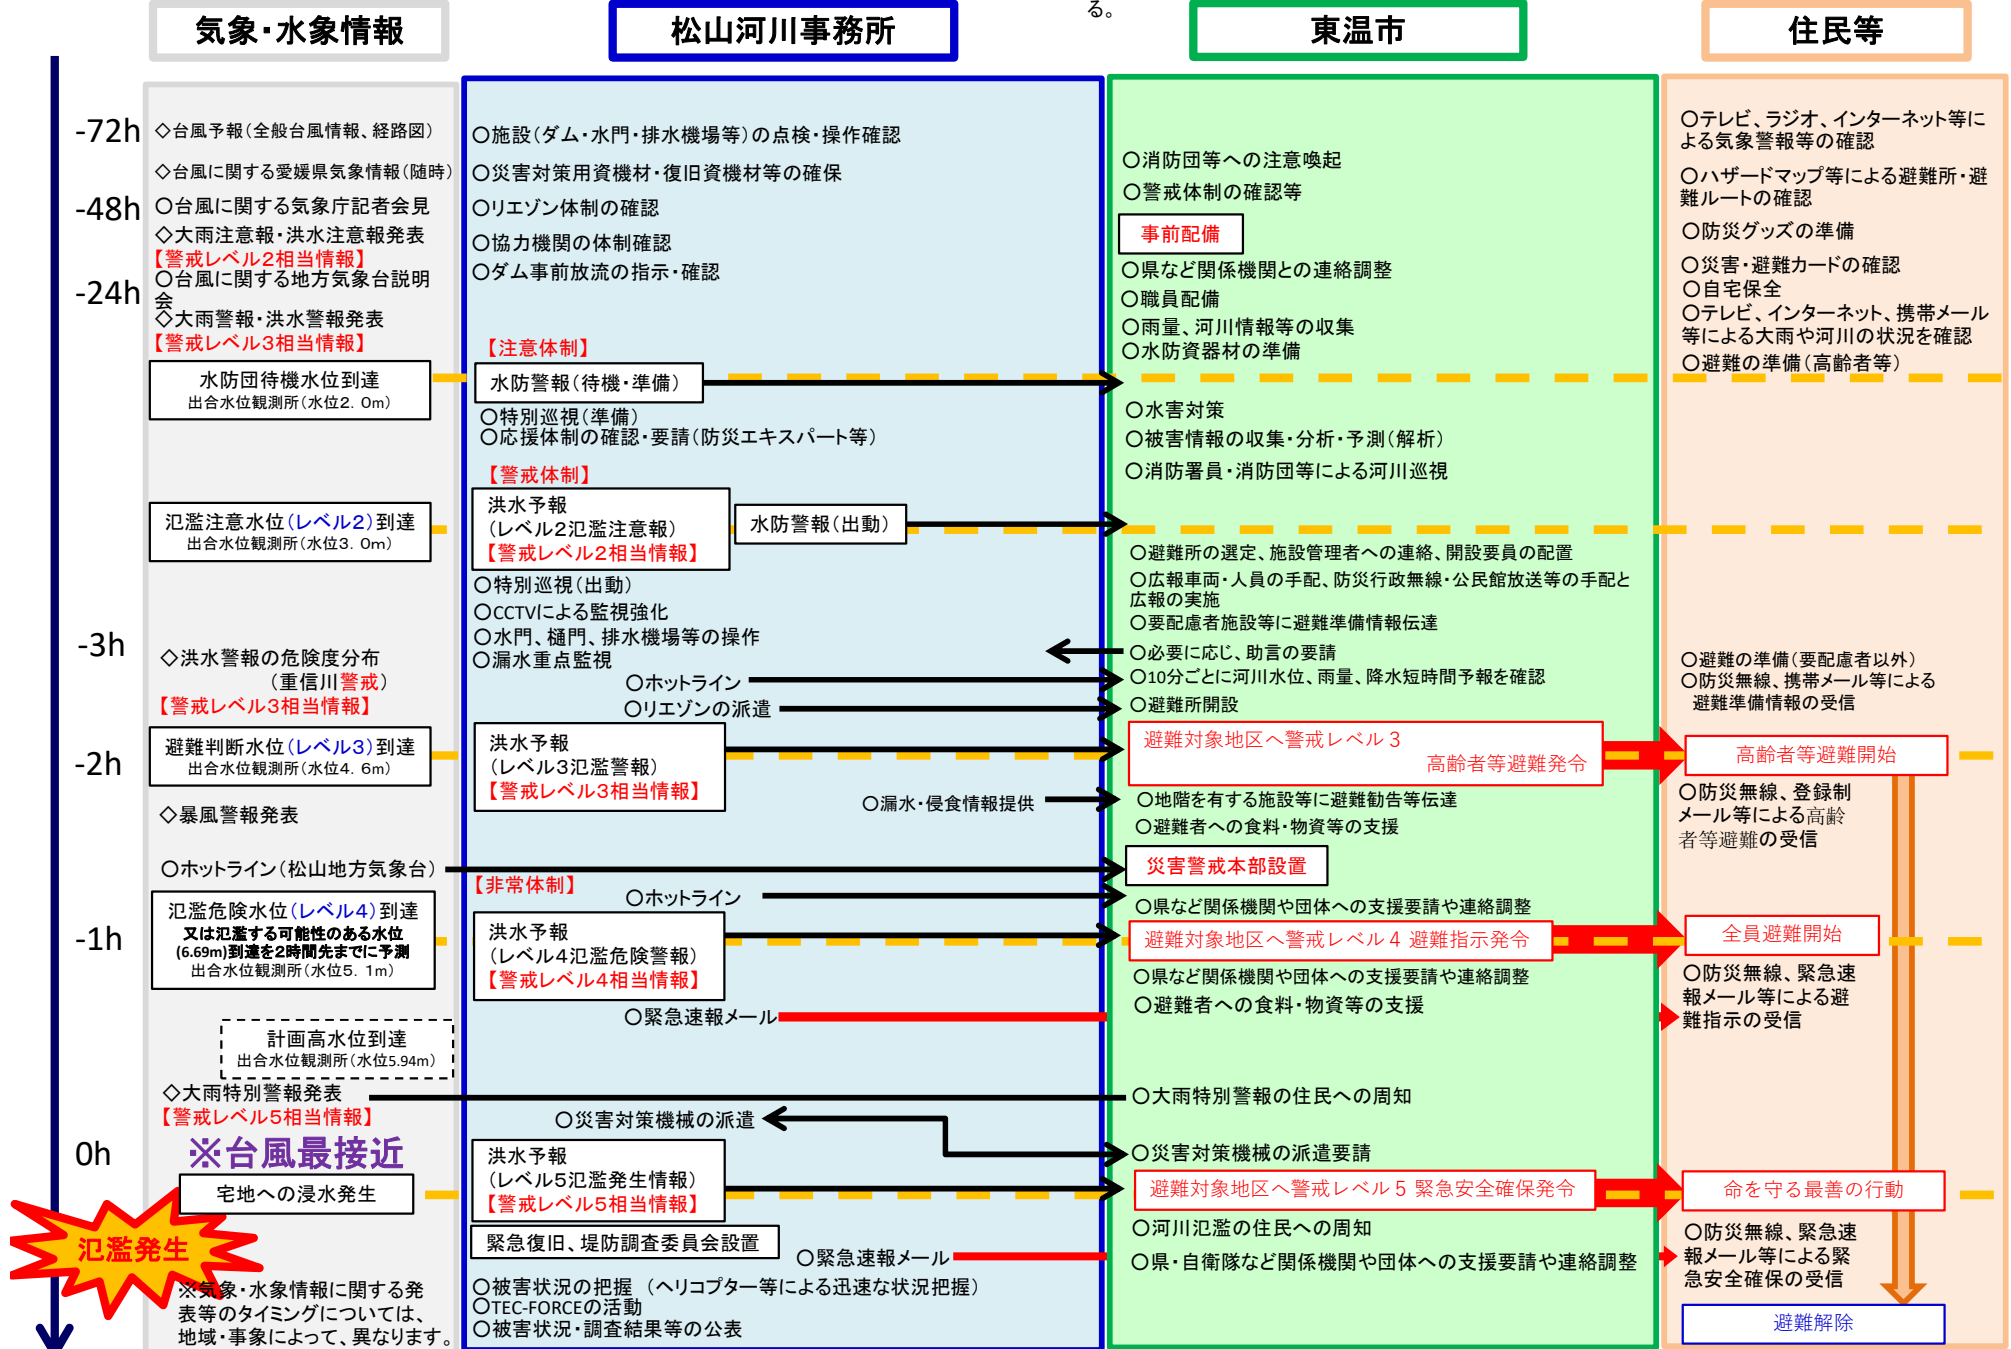 る。
気象・水象情報
松山河川事務所
東温市
住民等
-72h
-48h
-24h
-3h
-2h
-1h
0h
氾濫発生
◇台風予報(全般台風情報、経路図)
◇台風に関する愛媛県気象情報(随時)
○台風に関する気象庁記者会見
◇大雨注意報・洪水注意報発表
【警戒レベル2相当情報】
○台風に関する地方気象台説明
会
◇大雨警報・洪水警報発表
【警戒レベル3相当情報】
水防団待機水位到達
出合水位観測所(水位2.0m)
氾濫注意水位(レベル2)到達
出合水位観測所(水位3.0m)
◇洪水警報の危険度分布
(重信川警戒)
【警戒レベル3相当情報】
避難判断水位(レベル3)到達
出合水位観測所(水位4.6m)
◇暴風警報発表
○ホットライン(松山地方気象台)
氾濫危険水位(レベル4)到達
又は氾濫する可能性のある水位
(6.69m)到達を2時間先までに予測
出合水位観測所(水位5.1m)
計画高水位到達
出合水位観測所(水位5.94m)
◇大雨特別警報発表
【警戒レベル5相当情報】
※台風最接近
宅地への浸水発生
※気象・水象情報に関する発
表等のタイミングについては、
地域・事象によって、異なります。
○施設(ダム・水門・排水機場等)の点検・操作確認
○災害対策用資機材・復旧資機材等の確保
○リエゾン体制の確認
○協力機関の体制確認
○ダム事前放流の指示・確認
【注意体制】
水防警報(待機・準備)
○特別巡視(準備)
○応援体制の確認・要請(防災エキスパート等)
【警戒体制】
洪水予報
(レベル2氾濫注意報)
【警戒レベル2相当情報】
水防警報(出動)
○特別巡視(出動)
○CCTVによる監視強化
○水門、樋門、排水機場等の操作
○漏水重点監視
○ホットライン
○リエゾンの派遣
洪水予報
(レベル3氾濫警報)
【警戒レベル3相当情報】
○漏水・侵食情報提供
【非常体制】
○ホットライン
洪水予報
(レベル4氾濫危険警報)
【警戒レベル4相当情報】
○緊急速報メール
○災害対策機械の派遣
洪水予報
(レベル5氾濫発生情報)
【警戒レベル5相当情報】
緊急復旧、堤防調査委員会設置
○緊急速報メール
○被害状況の把握 (ヘリコプター等による迅速な状況把握)
○TEC-FORCEの活動
○被害状況・調査結果等の公表
○消防団等への注意喚起
○警戒体制の確認等
事前配備
○県など関係機関との連絡調整
○職員配備
○雨量、河川情報等の収集
○水防資器材の準備
○水害対策
○被害情報の収集・分析・予測(解析)
○消防署員・消防団等による河川巡視
○避難所の選定、施設管理者への連絡、開設要員の配置
○広報車両・人員の手配、防災行政無線・公民館放送等の手配と
広報の実施
○要配慮者施設等に避難準備情報伝達
○必要に応じ、助言の要請
○10分ごとに河川水位、雨量、降水短時間予報を確認
○避難所開設
避難対象地区へ警戒レベル3
高齢者等避難発令
○地階を有する施設等に避難勧告等伝達
○避難者への食料・物資等の支援
災害警戒本部設置
○県など関係機関や団体への支援要請や連絡調整
避難対象地区へ警戒レベル4 避難指示発令
○県など関係機関や団体への支援要請や連絡調整
○避難者への食料・物資等の支援
○大雨特別警報の住民への周知
○災害対策機械の派遣要請
避難対象地区へ警戒レベル5 緊急安全確保発令
○河川氾濫の住民への周知
○県・自衛隊など関係機関や団体への支援要請や連絡調整
○テレビ、ラジオ、インターネット等に
よる気象警報等の確認
○ハザードマップ等による避難所・避
難ルートの確認
○防災グッズの準備
○災害・避難カードの確認
○自宅保全
○テレビ、インターネット、携帯メール
等による大雨や河川の状況を確認
○避難の準備(高齢者等)
○避難の準備(要配慮者以外)
○防災無線、携帯メール等による
避難準備情報の受信
高齢者等避難開始
○防災無線、登録制
メール等による高齢
者等避難の受信
全員避難開始
○防災無線、緊急速
報メール等による避
難指示の受信
命を守る最善の行動
○防災無線、緊急速
報メール等による緊
急安全確保の受信
避難解除